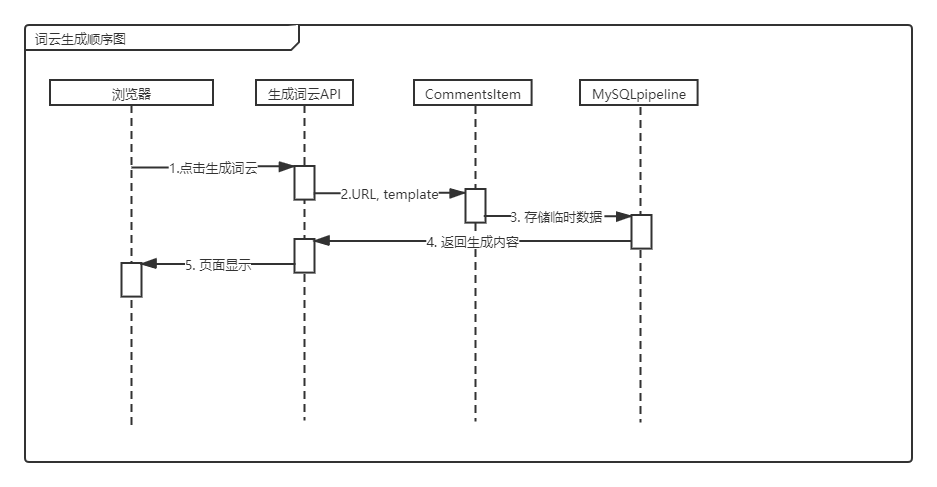 词云生成顺序图
浏览器
生成词云API
CommentsItem
MySQLpipeline
1.点击生成词云
2.URL, template
3. 存储临时数据
4. 返回生成内容
5. 页面显示